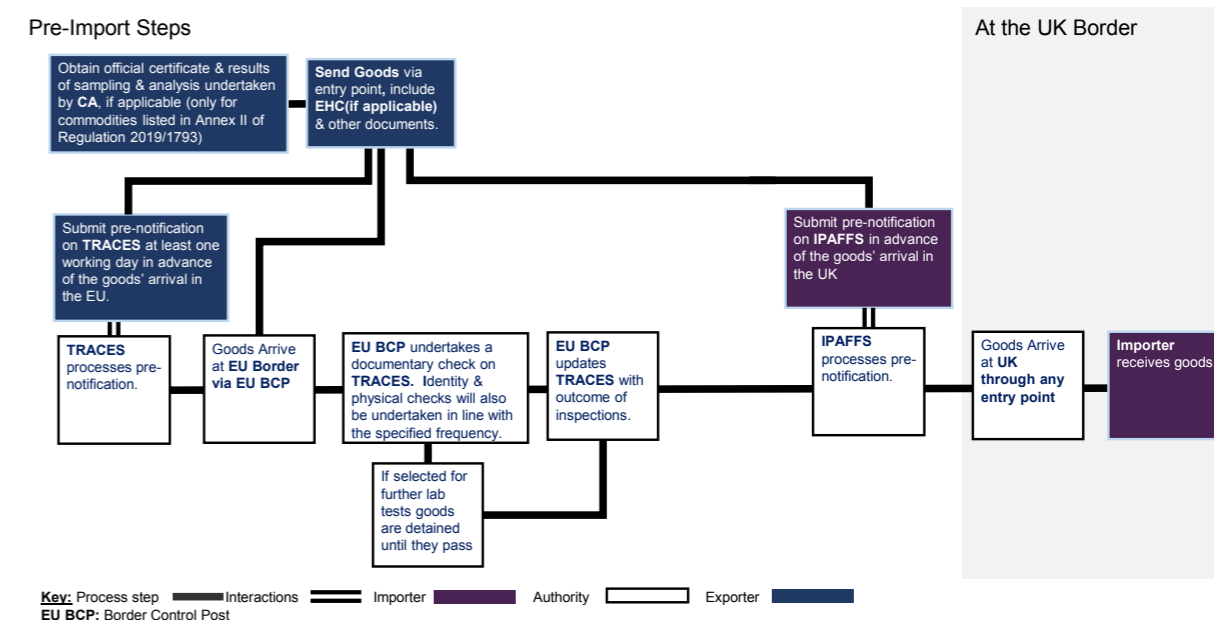 Pre-Import Steps
At the UK Border
Obtain official certificate & results
of sampling & analysis undertaken
by CA, if applicable (only for
commodities listed in Annex II of
Regulation 2019/1793)
Send Goods via
entry point, include
EHC(if applicable)
& other documents.
Submit pre-notification
on TRACES at least one
working day in advance
of the goods' arrival in
the EU.
Submit pre-notification
on IPAFFS in advance
of the goods' arrival in
the UK
TRACES
processes pre-
notification.
Goods Arrive
at EU Border
via EU BCP
EU BCP undertakes a
documentary check on
TRACES. Identity &
physical checks will also
be undertaken in line with
the specified frequency.
EU BCP
updates
TRACES with
outcome of
inspections.
IPAFFS
processes pre-
notification.
Goods Arrive
at UK
through any
entry point
Importer
receives goods
If selected for
further lab
tests goods
are detained
until they pass
Key: Process step Interactions Importer Authority Exporter
EU BCP: Border Control Post